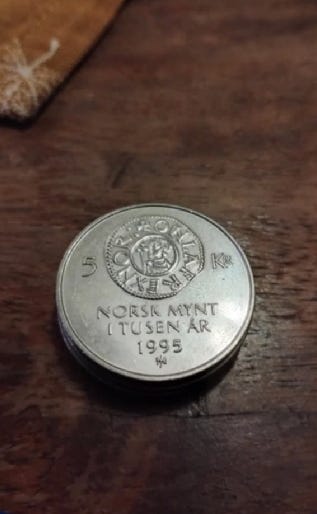 5 KR
NORSK MYNT
I TUSEN ÅR
1995